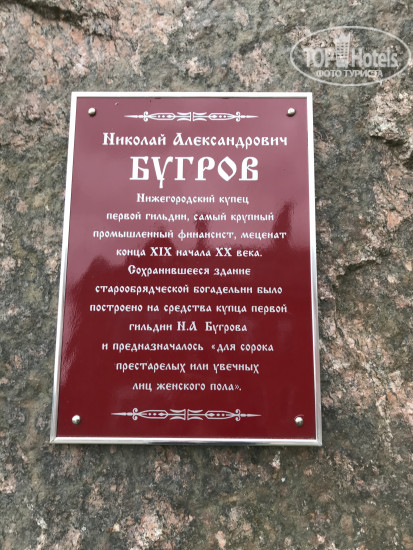 TOP Hotels
ФОТО ТУРИСТА
Николай Александрович
БУГРОВ
Нижегородский купец
первой гильдии, самый крупный
промышленный финансист, меценат
конца XIX начала XX века.
Сохранившееся здание
старообрядческой богадельни было
построено на средства купца первой
гильдии Н.А Бугрова
и предназначалось «для сорока
престарелых или увечных
лиц женского пола».